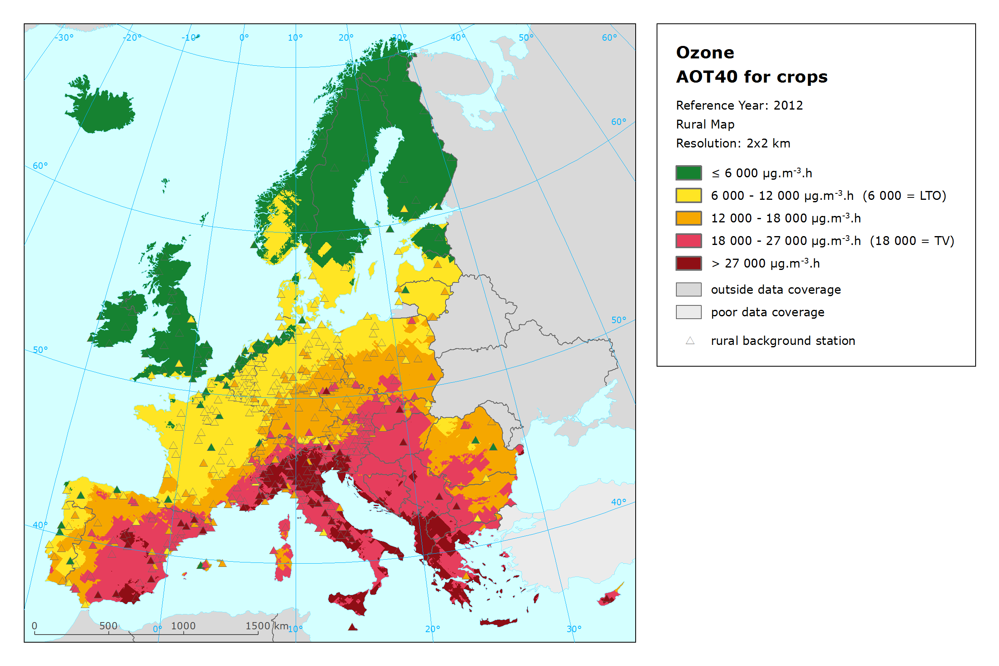 -30°
-20°
-10°
0°
10°
20°
30°
40°
50°
60°
60°
60°
50°
50°
40°
40°
0
500
1000
1500 km
0°
10°
20°
30°
Ozone
AOT40 for crops
Reference Year: 2012
Rural Map
Resolution: 2x2 km
≤ 6 000 µg.m-3.h
6 000 - 12 000 µg.m-3.h (6 000 = LTO)
12 000 - 18 000 µg.m-3.h
18 000 - 27 000 µg.m-3.h (18 000 = TV)
> 27 000 µg.m-3.h
outside data coverage
poor data coverage
rural background station